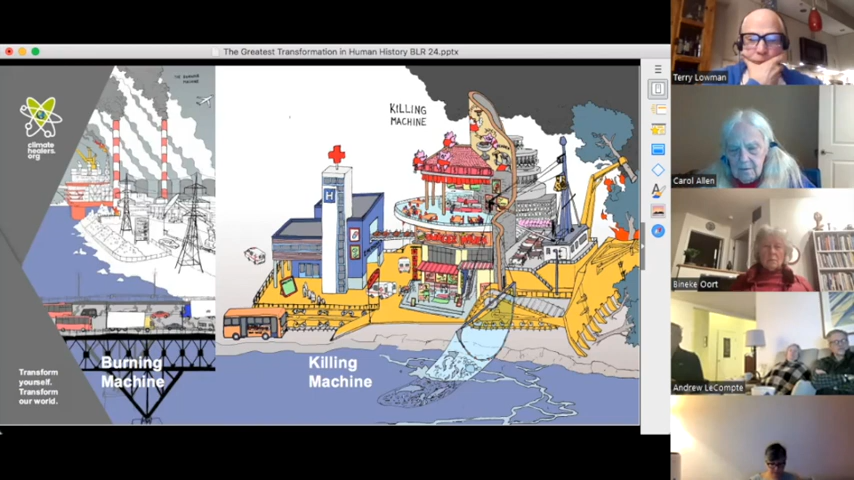 The Greatest Transformation in Human History BLR 24.pptx
THE BURNING
MACHINE
climate
healers.
org
KILLING
MACHINE
H
Burning
Machine
Killing
Machine
Transform
yourself.
Transform
our world.
Terry Lowman
Carol Allen
Bineke Oort
Andrew LeCompte